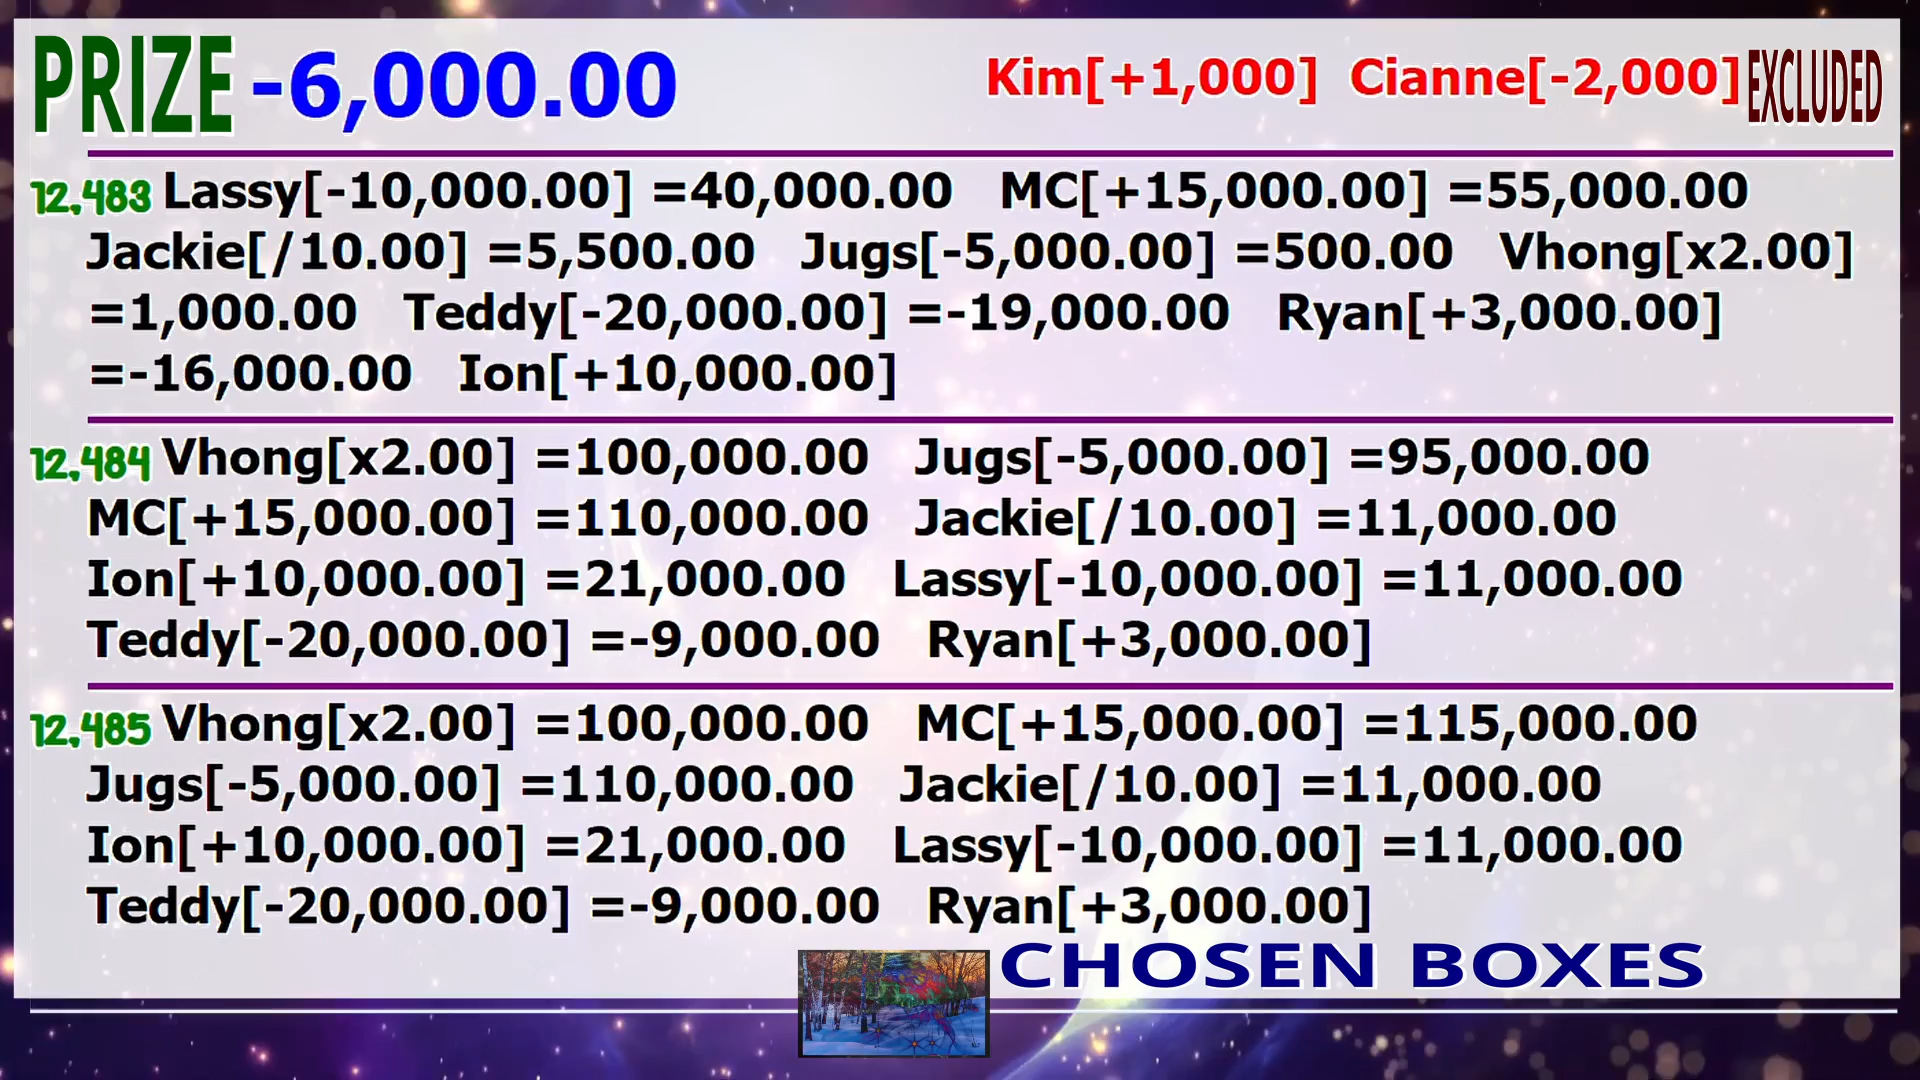 PRIZE -6,000.00 Kim[+1,000] Cianne[-2,000] EXCLUDED
12,483 Lassy[-10,000.00] =40,000.00 MC[+15,000.00] =55,000.00
Jackie[/10.00] =5,500.00 Jugs[-5,000.00] =500.00 Vhong[x2.00]
=1,000.00 Teddy[-20,000.00] =-19,000.00 Ryan[+3,000.00]
=-16,000.00 Ion[+10,000.00]
12,484 Vhong[x2.00] =100,000.00 Jugs[-5,000.00] =95,000.00
MC[+15,000.00] =110,000.00 Jackie[/10.00] =11,000.00
Ion[+10,000.00] =21,000.00 Lassy[-10,000.00] =11,000.00
Teddy[-20,000.00] =-9,000.00 Ryan[+3,000.00]
12,485 Vhong[x2.00] =100,000.00 MC[+15,000.00] =115,000.00
Jugs[-5,000.00] =110,000.00 Jackie[/10.00] =11,000.00
Ion[+10,000.00] =21,000.00 Lassy[-10,000.00] =11,000.00
Teddy[-20,000.00] =-9,000.00 Ryan[+3,000.00]
CHOSEN BOXES